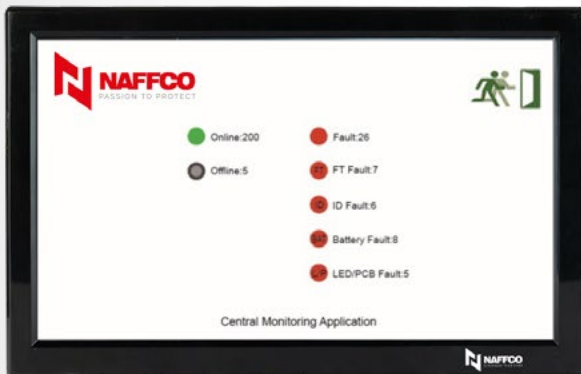 NAFFCO
PASSION TO PROTECT
Online:200
Offline:5
Fault:26
FT FT Fault:7
ID ID Fault:6
BAT Battery Fault:8
L/P LED/PCB Fault:5
Central Monitoring Application
NAFFCO